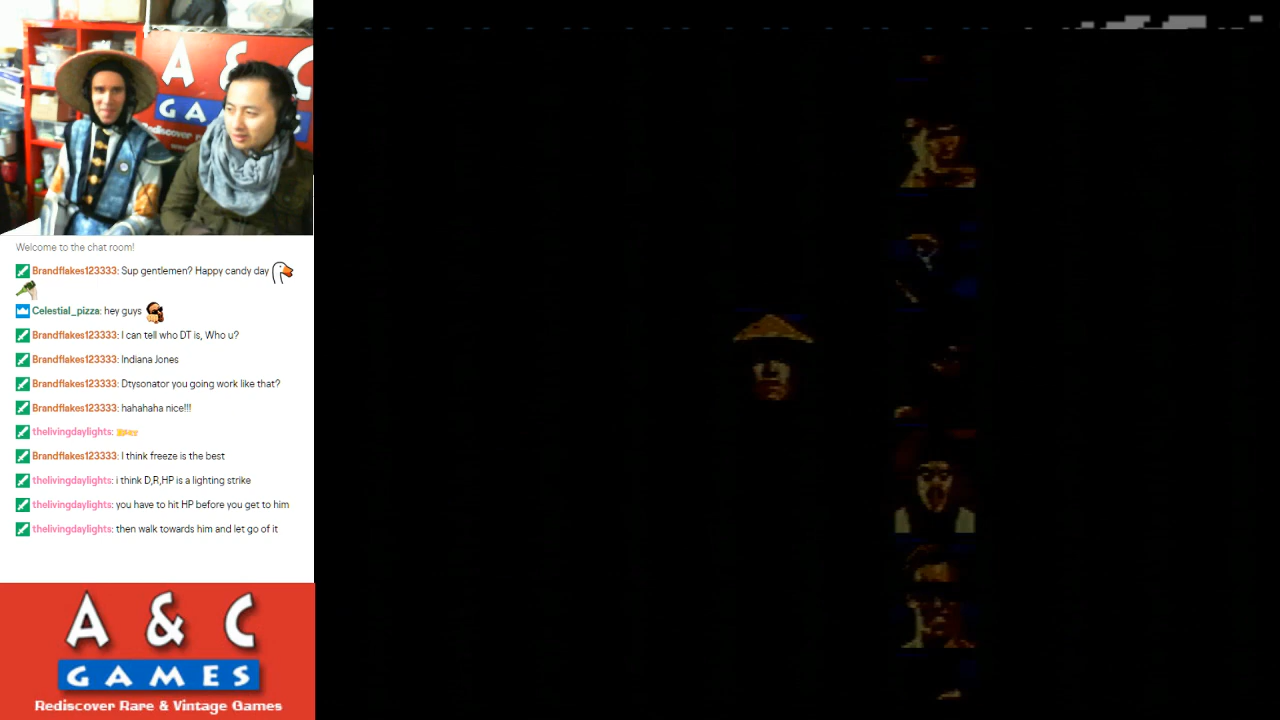 A & C
GAMES
Rediscover
Welcome to the chat room!
Brandflakes123333: Sup gentlemen? Happy candy day
Celestial_pizza: hey guys
Brandflakes123333: I can tell who DT is, Who u?
Brandflakes123333: Indiana Jones
Brandflakes123333: Dtysonator you going work like that?
Brandflakes123333: hahahaha nice!!!
thelivingdaylights:
Brandflakes123333: I think freeze is the best
thelivingdaylights: i think D,R,HP is a lighting strike
thelivingdaylights: you have to hit HP before you get to him
thelivingdaylights: then walk towards him and let go of it
A & C
GAMES
Rediscover Rare & Vintage Games